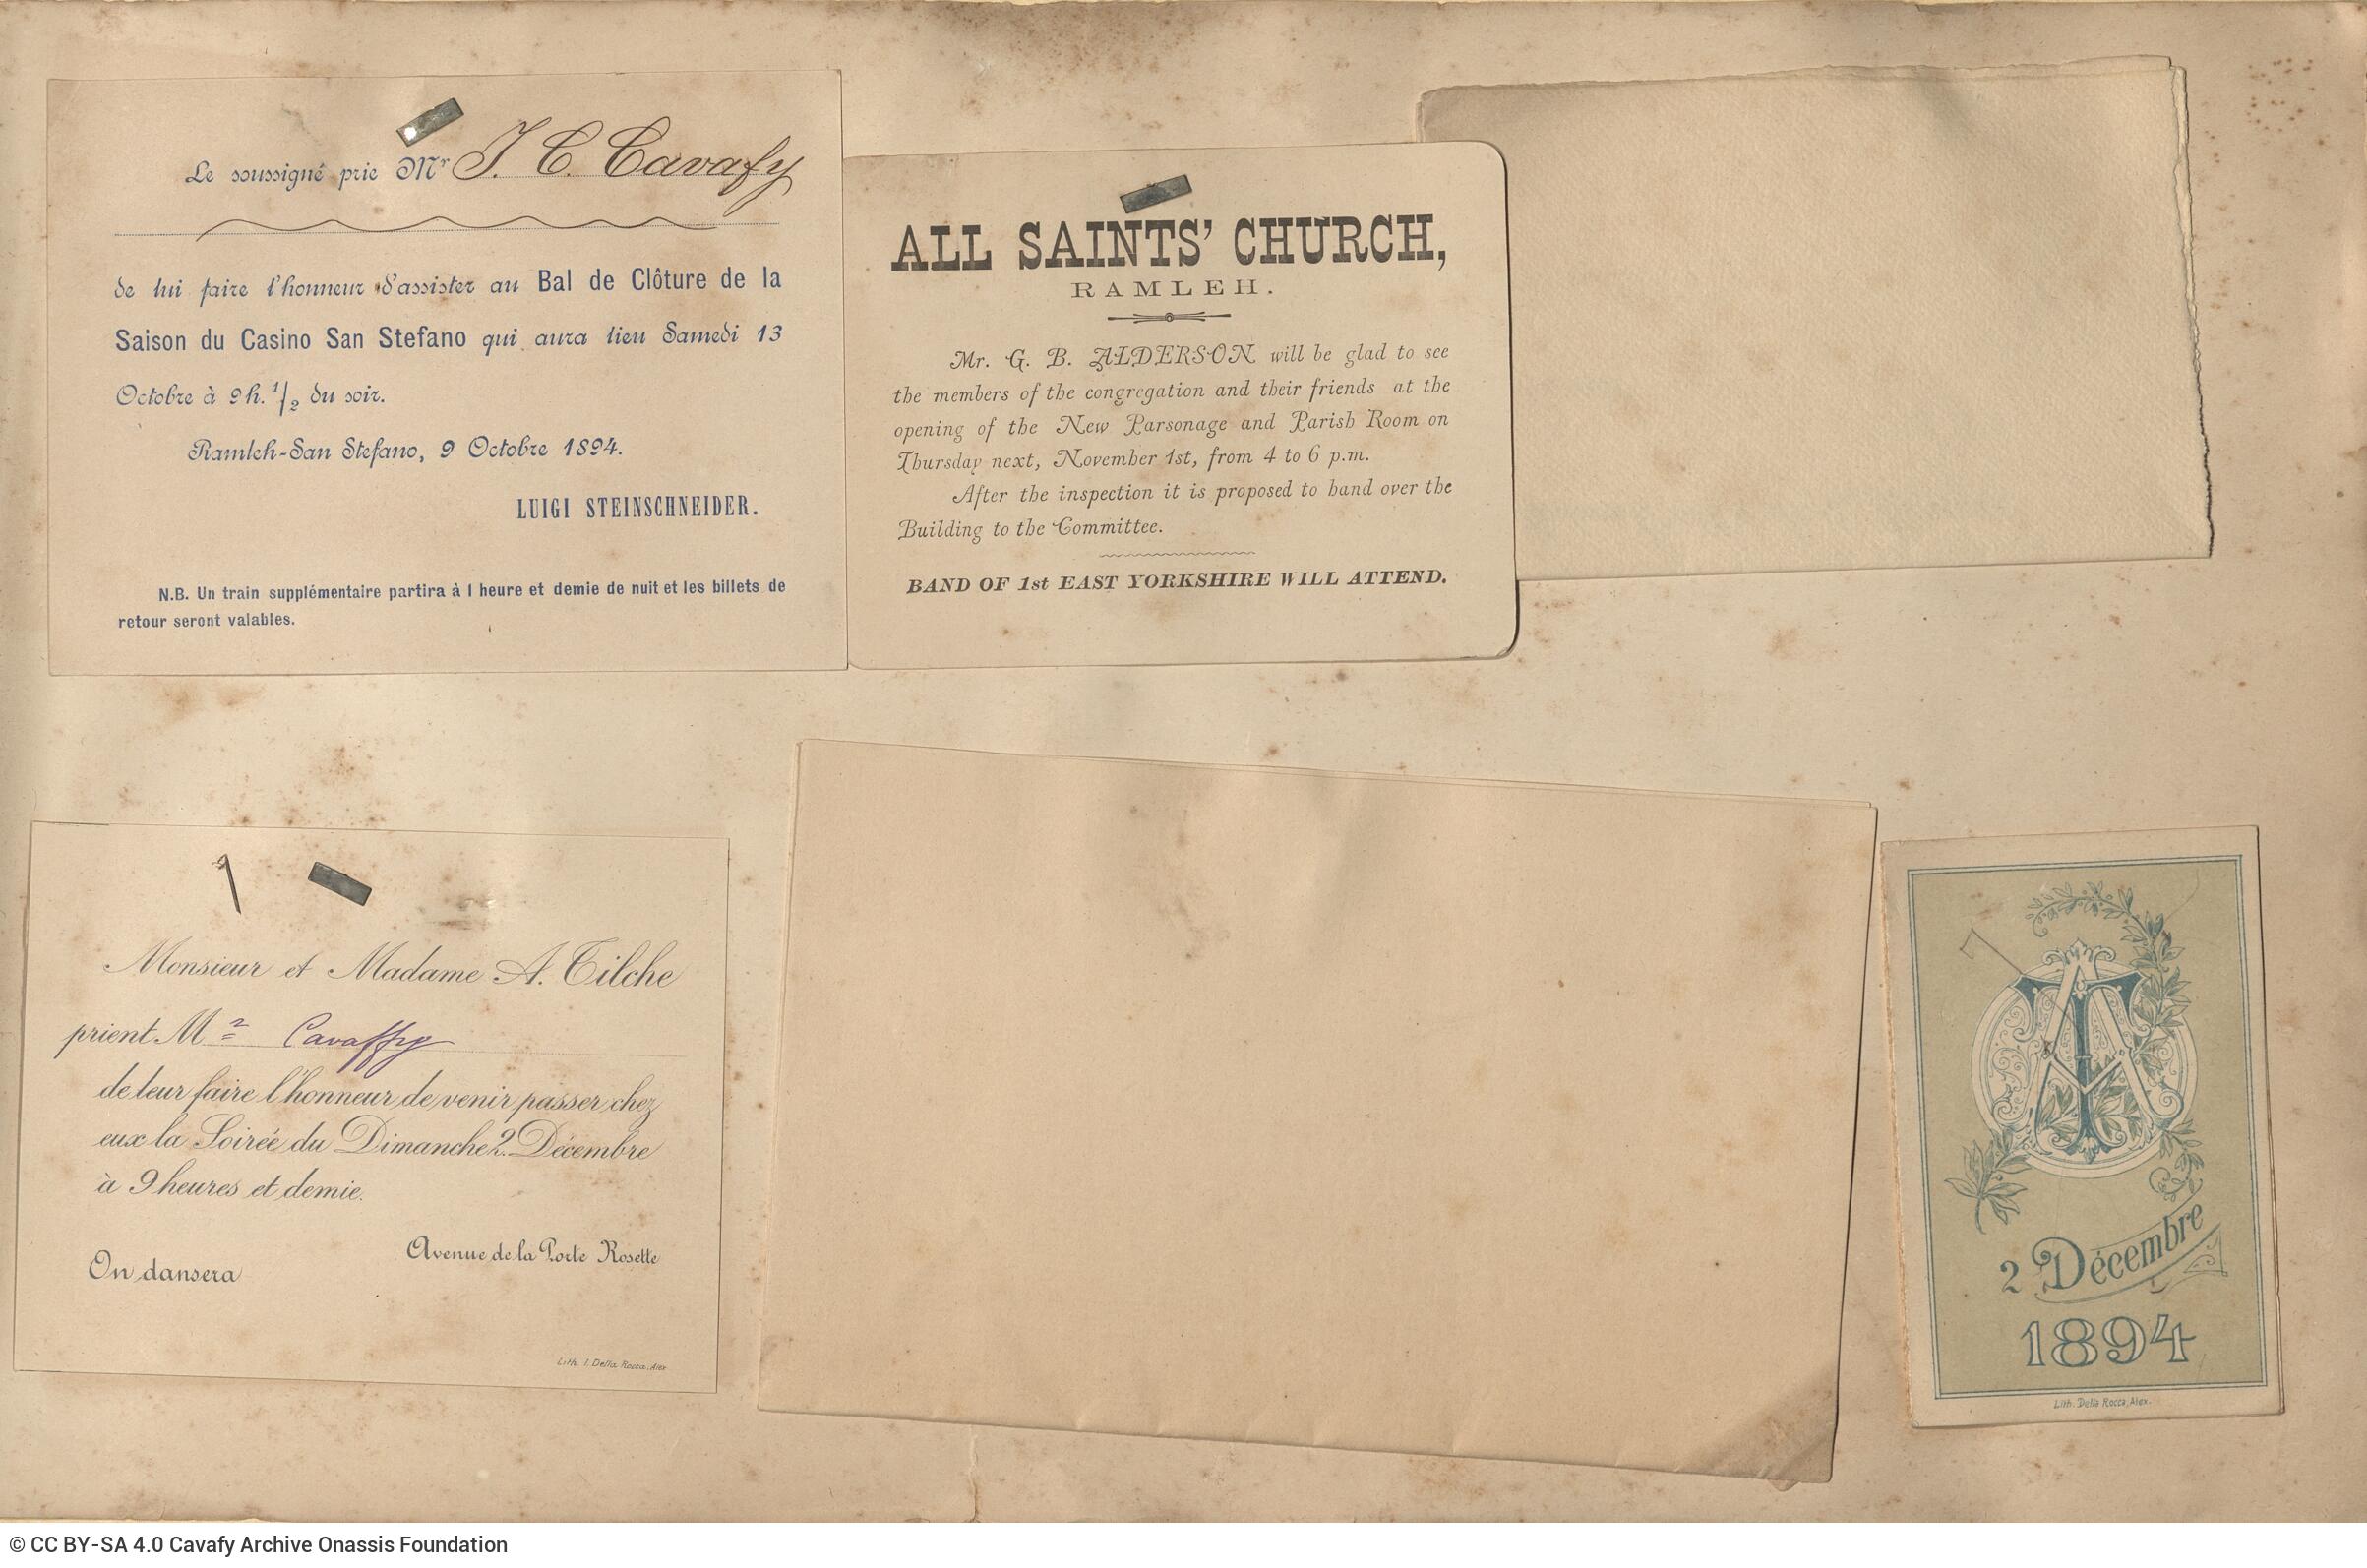 Le soussigné prie Mr J. C. Cavafy
de lui faire l'honneur d'assister au Bal de Clôture de la
Saison du Casino San Stefano qui aura lieu Samedi 13
Octobre à 9 h. 1/2 du soir.
Ramleh-San Stefano, 9 Octobre 1894.
LUIGI STEINSCHNEIDER.
N.B. Un train supplémentaire partira à 1 heure et demie de nuit et les billets de
retour seront valables.
ALL SAINTS' CHURCH,
RAMLEH.
Mr. G. B. ALDERSON will be glad to see
the members of the congregation and their friends at the
opening of the New Parsonage and Parish Room on
Thursday next, November 1st, from 4 to 6 p.m.
After the inspection it is proposed to hand over the
Building to the Committee.
BAND OF 1st EAST YORKSHIRE WILL ATTEND.
Monsieur et Madame A. Tilche
prient Mr Cavaffy
de leur faire l'honneur de venir passer chez
eux la Soirée du Dimanche 2 Décembre
à 9 heures et demie.
Avenue de la Porte Rosette
On dansera
Lith. I. Della Rocca, Alex
TA
2 Décembre
1894
Lith. Della Rocca, Alex.
© CC BY-SA 4.0 Cavafy Archive Onassis Foundation